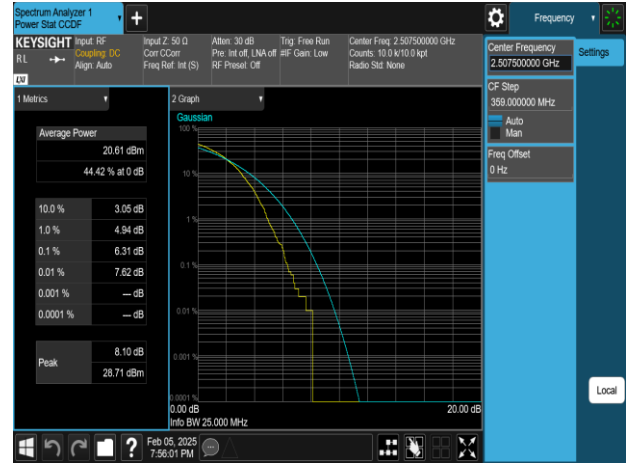 Spectrum Analyzer 1
Power Stat CCDF
Frequency
KEYSIGHT
RL
Input: RF
Coupling: DC
Align: Auto
Input Z: 50 Ω
Corr CCorr
Freq Ref: Int (S)
Atten: 30 dB
Pre: Int off, LNA off
RF Preset: Off
Trig: Free Run
#IF Gain: Low
Center Freq: 2.507500000 GHz
Counts: 10.0 k/10.0 kpt
Radio Std: None
LXI
Center Frequency
2.507500000 GHz
Settings
CF Step
359.000000 MHz
Auto
Man
Freq Offset
0 Hz
Local
1 Metrics
Average Power
20.61 dBm
44.42 % at 0 dB
10.0 % 3.05 dB
1.0 % 4.94 dB
0.1 % 6.31 dB
0.01 % 7.62 dB
0.001 % --- dB
0.0001 % --- dB
Peak
8.10 dB
28.71 dBm
2 Graph
Gaussian
100 %
10 %
1 %
0.1 %
0.01 %
0.001 %
0.0001 %
0.00 dB 20.00 dB
Info BW 25.000 MHz
?
Feb 05, 2025
7:56:01 PM